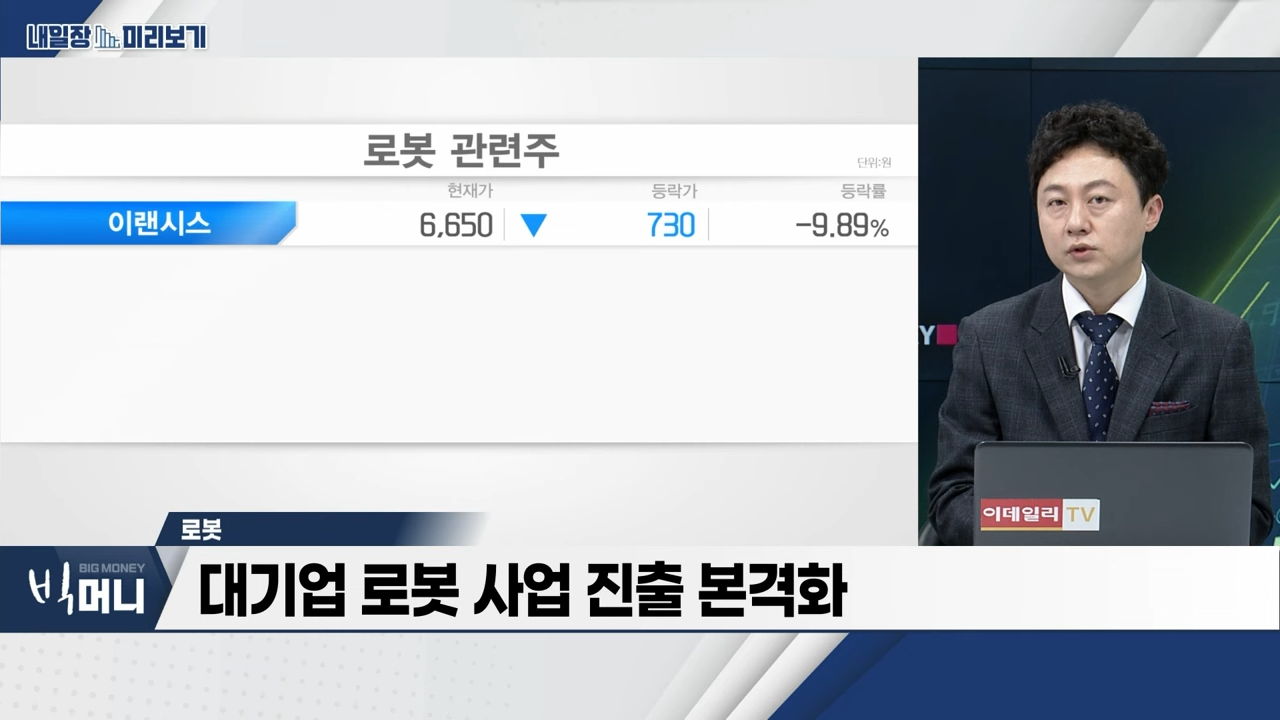 내일장 미리보기
로봇 관련주
단위:원
현재가 등락가 등락률
이랜시스 6,650 ▼ 730 -9.89%
Y
이데일리 TV
로봇
BIG MONEY
빅머니
대기업 로봇 사업 진출 본격화